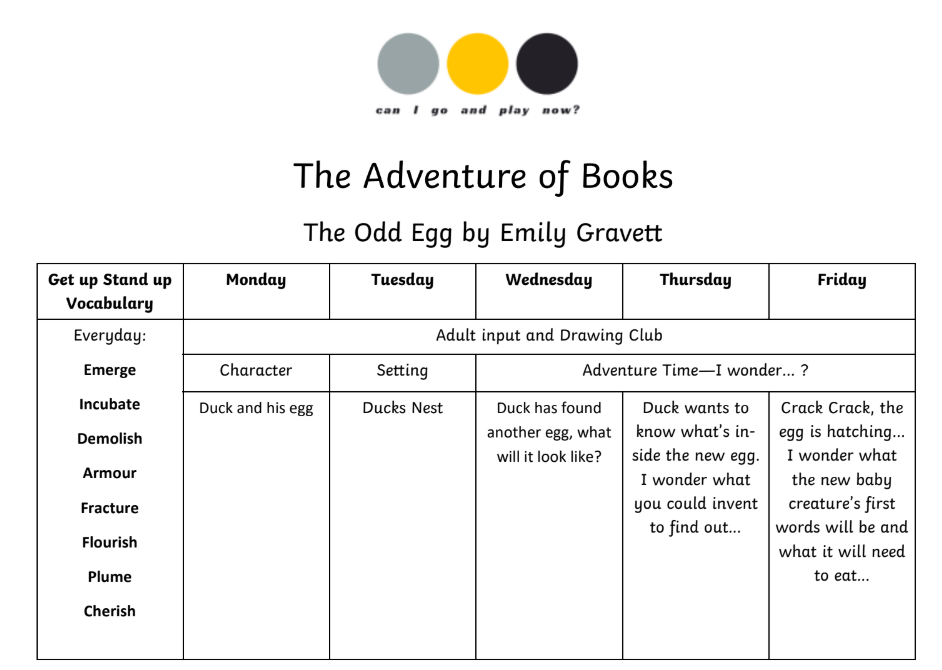 can I go and play now?
The Adventure of Books
The Odd Egg by Emily Gravett
Get up Stand up
Vocabulary
Monday
Tuesday
Wednesday
Thursday
Friday
Everyday:
Emerge
Incubate
Demolish
Armour
Fracture
Flourish
Plume
Cherish
Adult input and Drawing Club
Character
Setting
Adventure Time—I wonder... ?
Duck and his egg
Ducks Nest
Duck has found
another egg, what
will it look like?
Duck wants to
know what's in-
side the new egg.
I wonder what
you could invent
to find out...
Crack Crack, the
egg is hatching...
I wonder what
the new baby
creature's first
words will be and
what it will need
to eat...